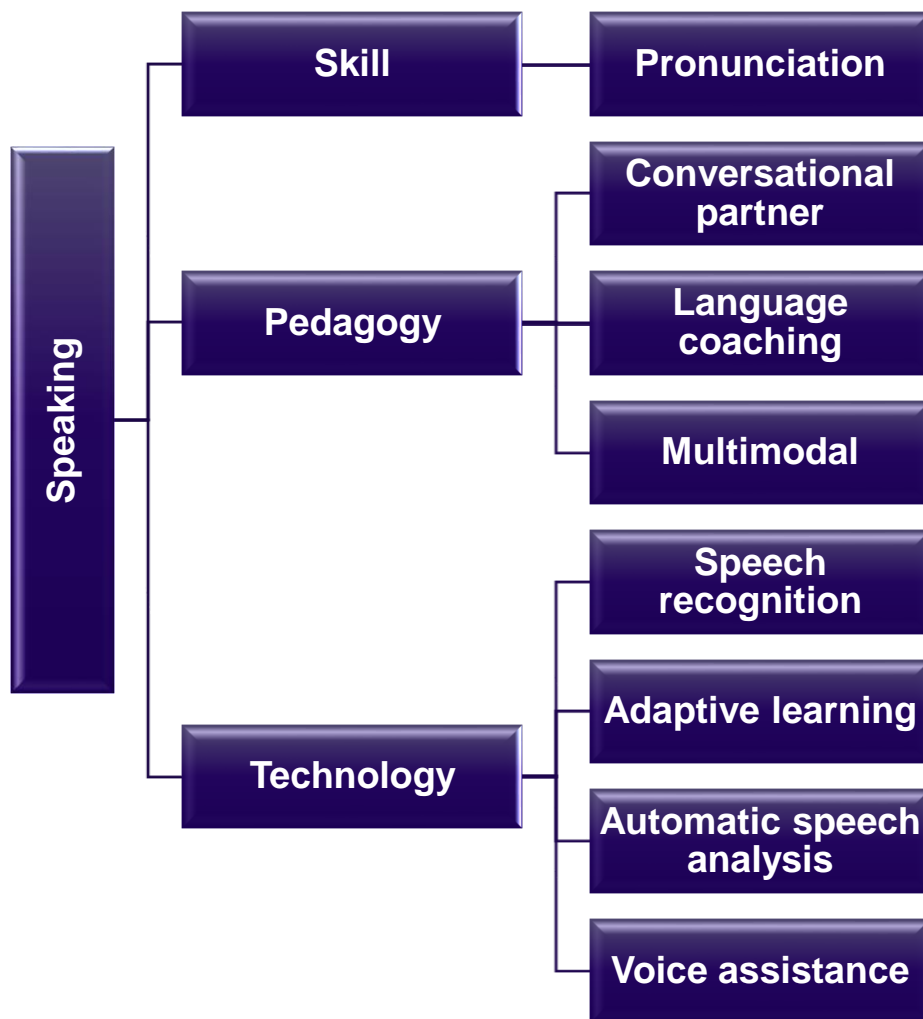 Speaking
Skill
Pronunciation
Pedagogy
Conversational
partner
Language
coaching
Multimodal
Technology
Speech
recognition
Adaptive learning
Automatic speech
analysis
Voice assistance